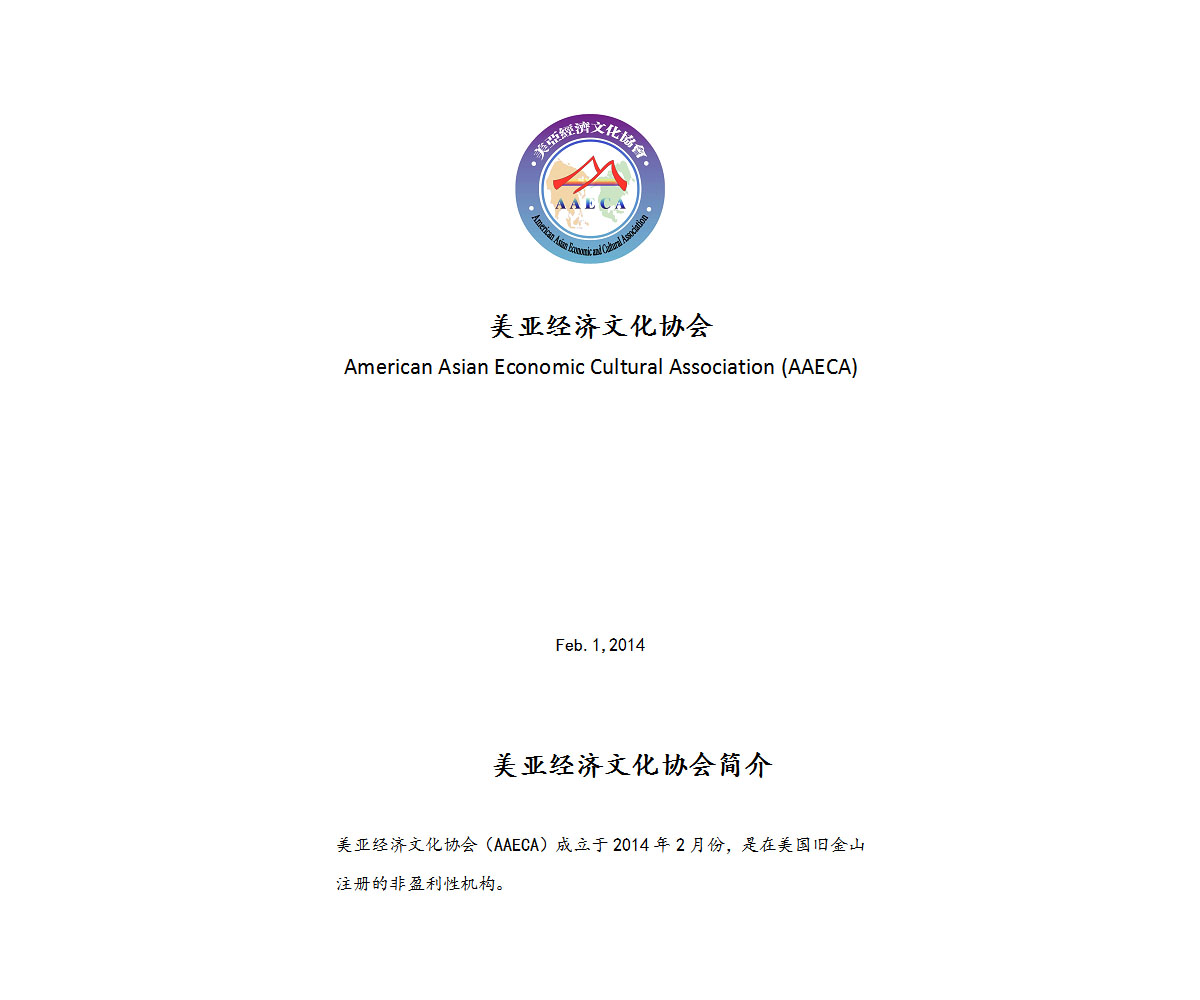 美亞經濟文化協會
AAECA
American Asian Economic and Cultural Association
美亚经济文化协会
American Asian Economic Cultural Association (AAECA)
Feb. 1, 2014
美亚经济文化协会简介
美亚经济文化协会（AAECA）成立于 2014 年 2 月份，是在美国旧金山
注册的非盈利性机构。